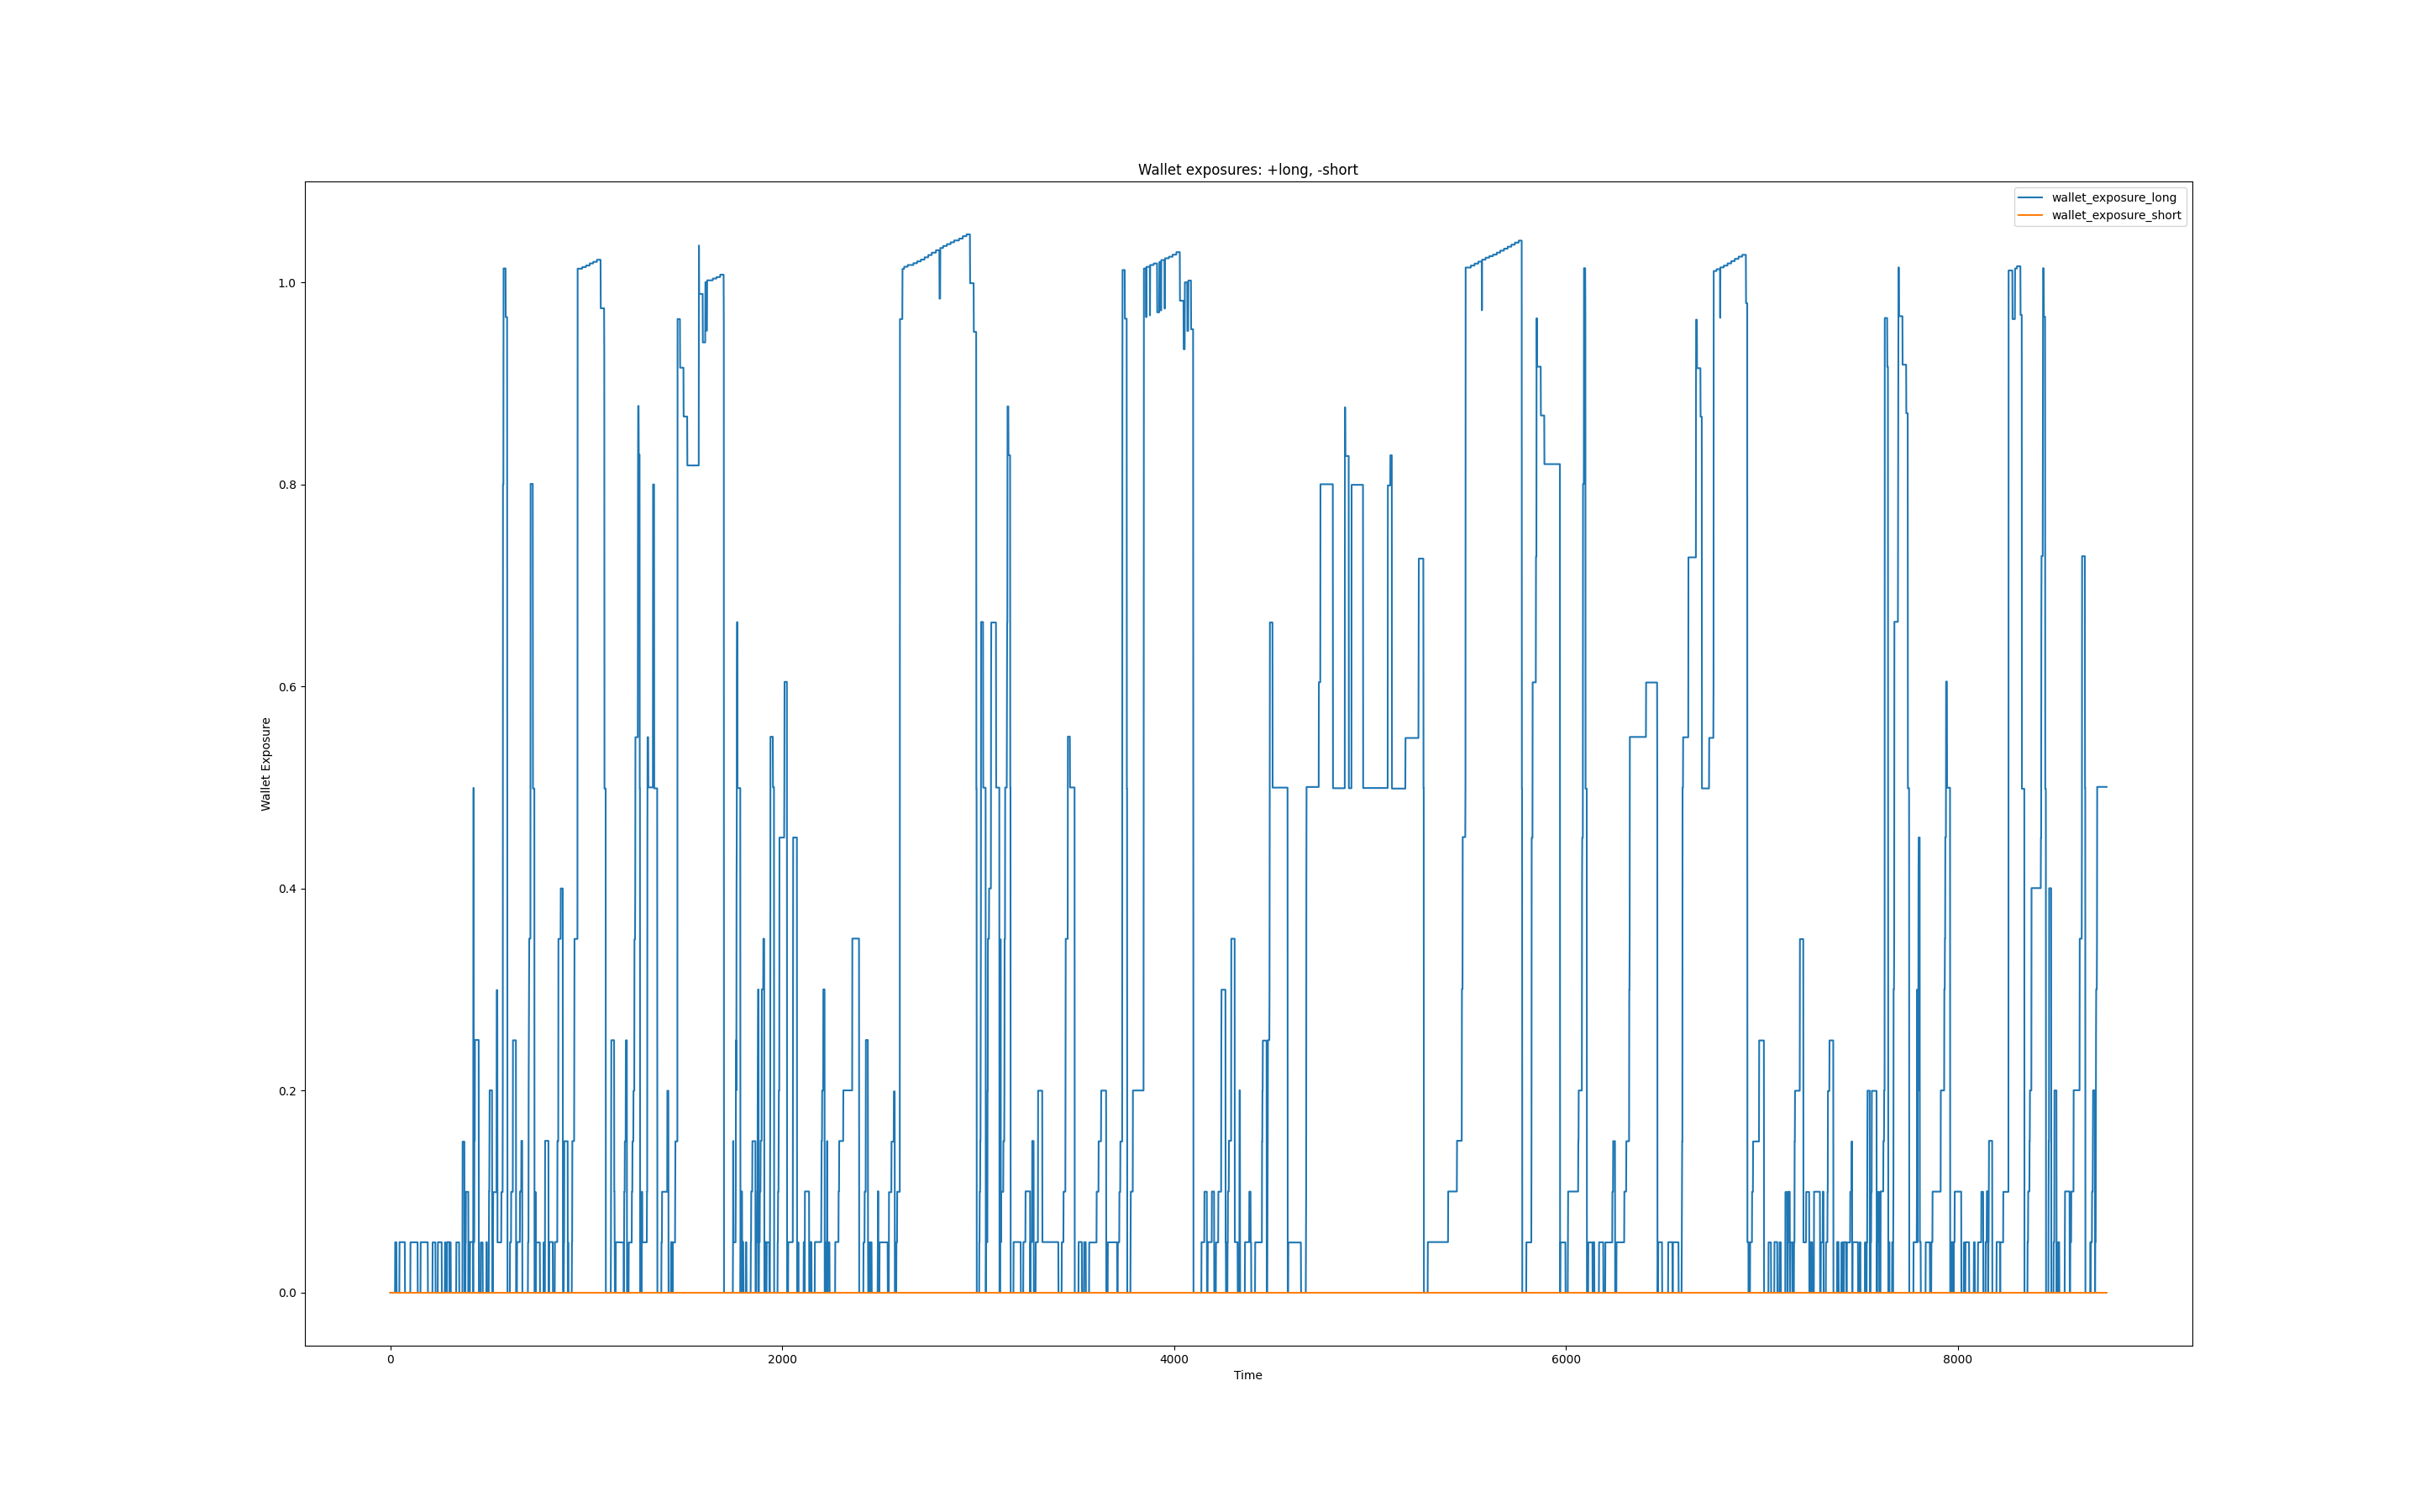 Wallet exposures: +long, -short
wallet_exposure_long
wallet_exposure_short
1.0
0.8
0.6
0.4
0.2
0.0
Wallet Exposure
0 2000 4000 6000 8000
Time